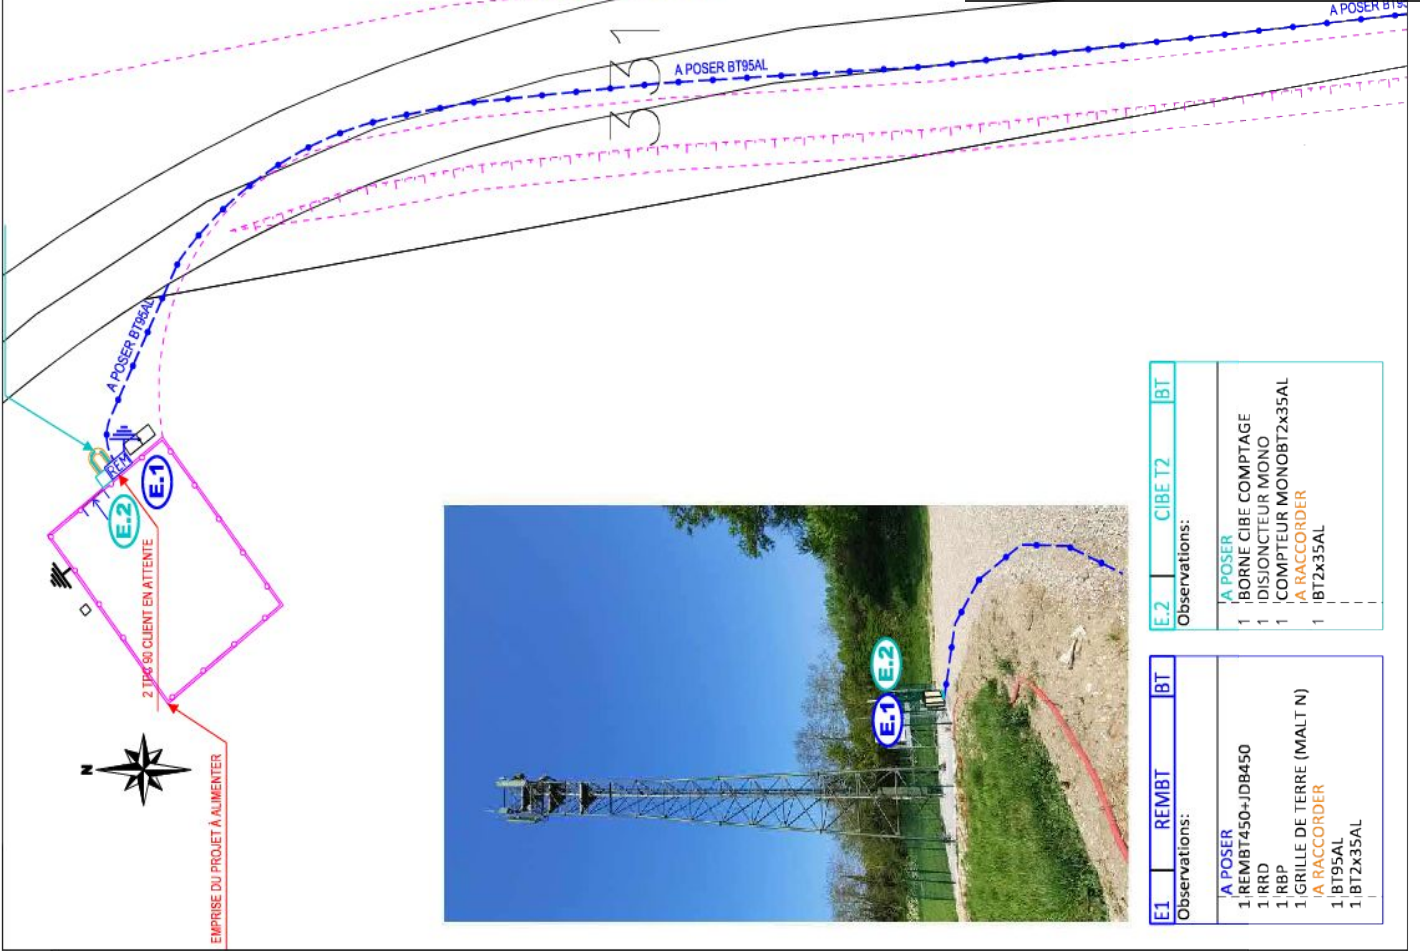 A POSER BT95AL
331
A POSER BT95AL
A POSER BT95AL
REM
E.1
E.2
2 TPC 90 CLIENT EN ATTENTE
N
EMPRISE DU PROJET À ALIMENTER
E.1
E.2
E1 REMBT BT
Observations:
A POSER
1 REMBT450+JDB450
1 RRD
1 RBP
1 GRILLE DE TERRE (MALT N)
A RACCORDER
1 BT95AL
1 BT2x35AL
E.2 CIBE T2 BT
Observations:
A POSER
1 BORNE CIBE COMPTAGE
1 DISJONCTEUR MONO
1 COMPTEUR MONOBT2x35AL
A RACCORDER
1 BT2x35AL